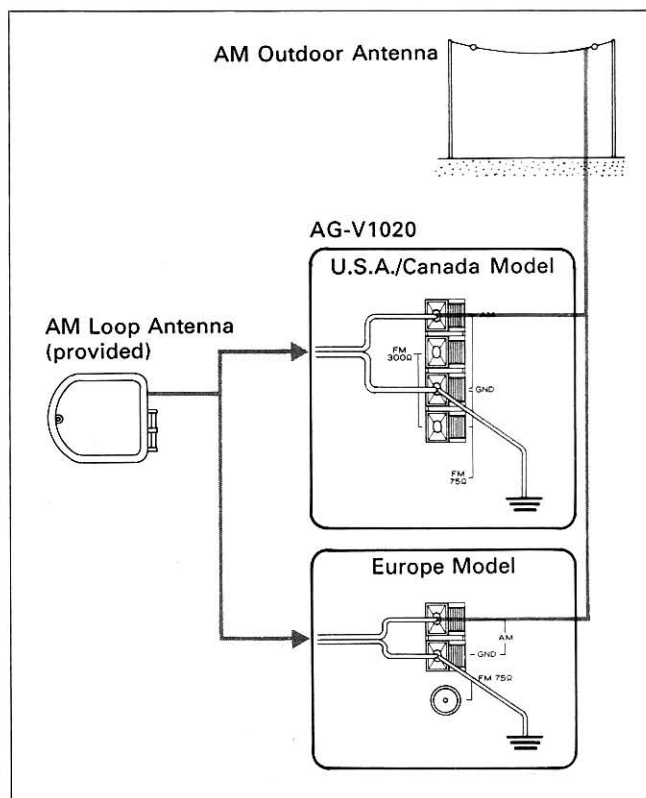 AM Outdoor Antenna
AG-V1020
U.S.A./Canada Model
AM Loop Antenna
(provided)
AM
FM
300Ω
GND
FM
75Ω
Europe Model
AM
GND
FM 75Ω